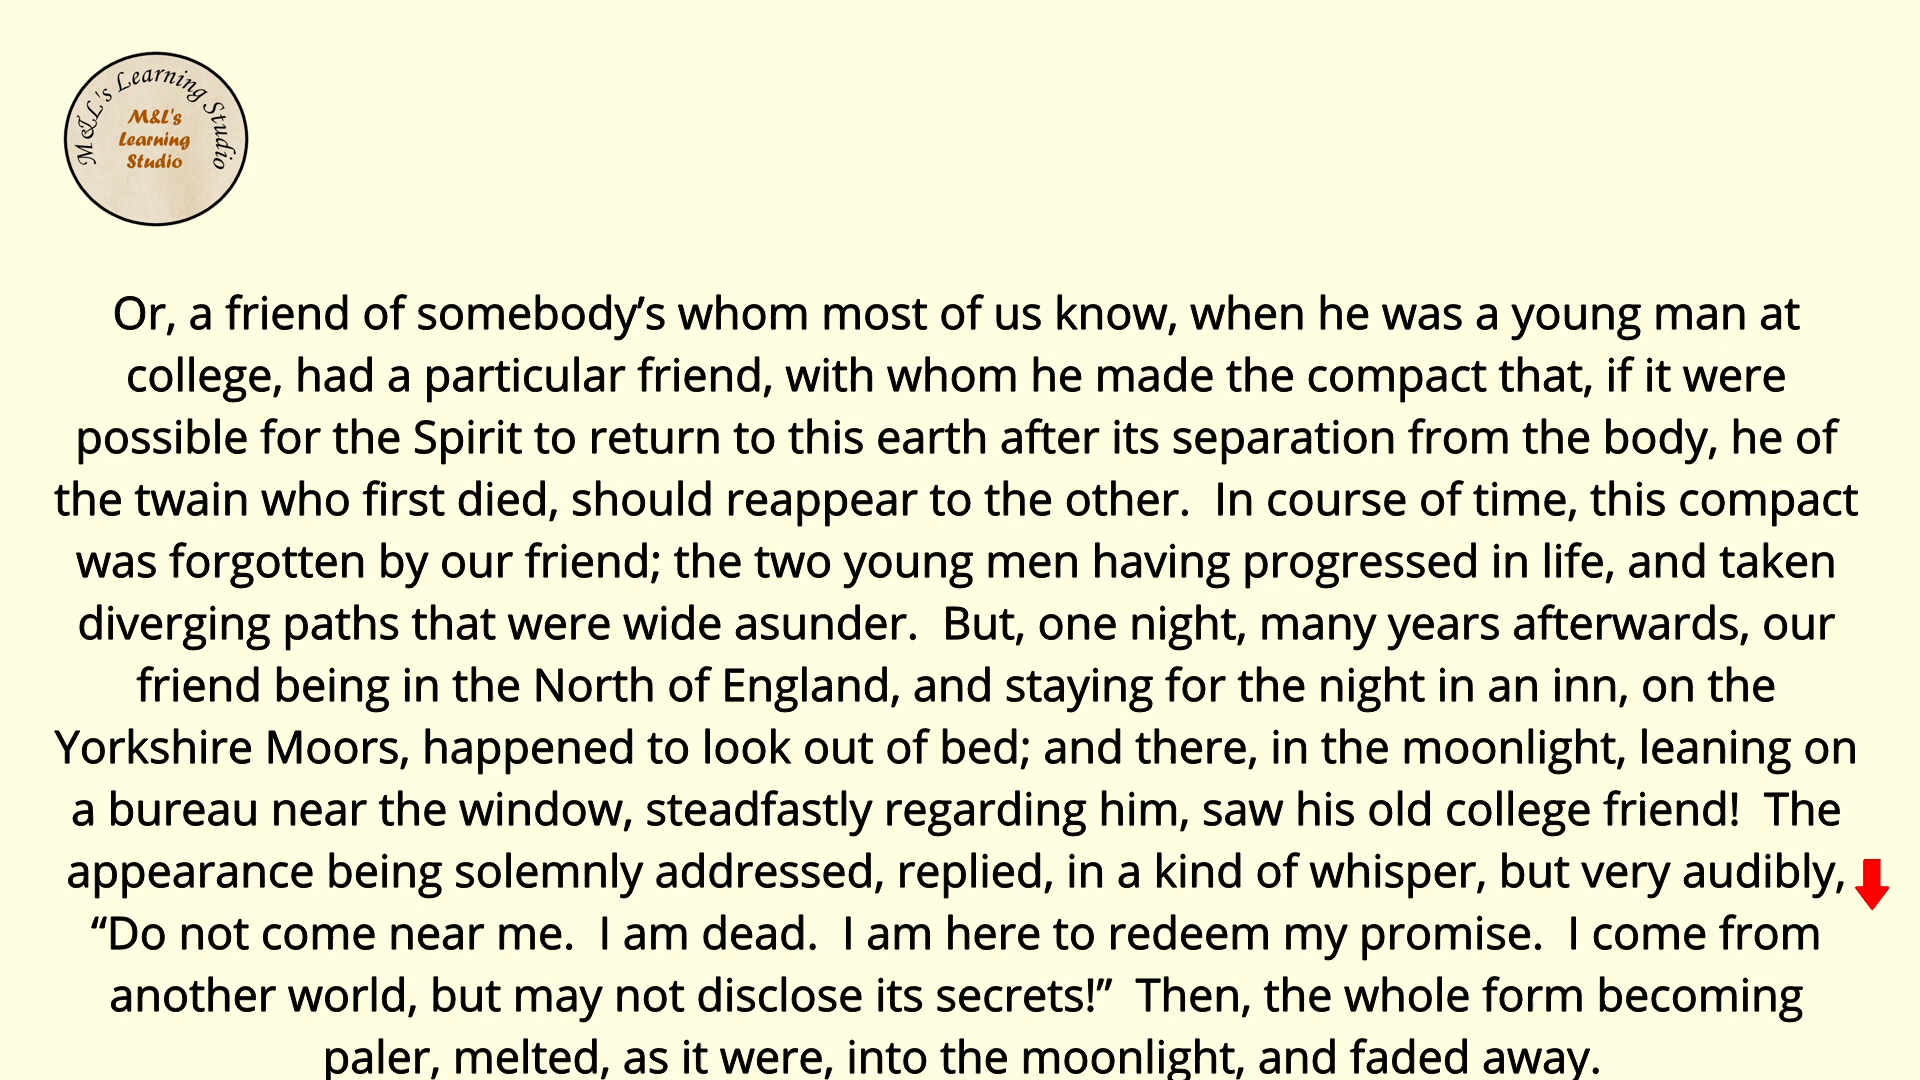 M&L's Learning Studio
M&L's
Learning
Studio
Or, a friend of somebody’s whom most of us know, when he was a young man at
college, had a particular friend, with whom he made the compact that, if it were
possible for the Spirit to return to this earth after its separation from the body, he of
the twain who first died, should reappear to the other.  In course of time, this compact
was forgotten by our friend; the two young men having progressed in life, and taken
diverging paths that were wide asunder.  But, one night, many years afterwards, our
friend being in the North of England, and staying for the night in an inn, on the
Yorkshire Moors, happened to look out of bed; and there, in the moonlight, leaning on
a bureau near the window, steadfastly regarding him, saw his old college friend!  The
appearance being solemnly addressed, replied, in a kind of whisper, but very audibly,
“Do not come near me.  I am dead.  I am here to redeem my promise.  I come from
another world, but may not disclose its secrets!”  Then, the whole form becoming
paler, melted, as it were, into the moonlight, and faded away.